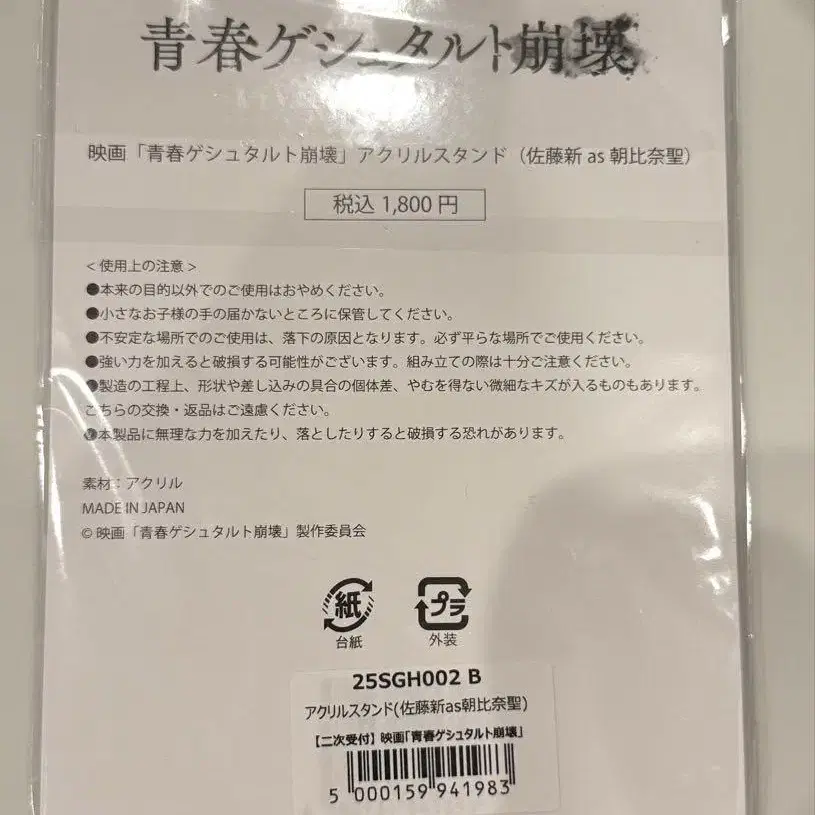 青春ゲシュタルト崩壊
映画「青春ゲシュタルト崩壊」アクリルスタンド（佐藤新 as 朝比奈聖）
税込 1,800 円
＜使用上の注意＞
●本来の目的以外でのご使用はおやめください。
●小さなお子様の手の届かないところに保管してください。
●不安定な場所でのご使用は、落下の原因となります。必ず平らな場所でご使用ください。
●強い力を加えると破損する可能性がございます。組み立ての際は十分ご注意ください。
●製造の工程上、形状や差し込みの具合の個体差、やむを得ない微細なキズが入るものもあります。
こちらの交換・返品はご遠慮ください。
●本製品に無理な力を加えたり、落としたりすると破損する恐れがあります。
素材：アクリル
MADE IN JAPAN
© 映画「青春ゲシュタルト崩壊」製作委員会
紙 プラ
台紙 外装
25SGH002 B
アクリルスタンド(佐藤新as朝比奈聖)
【二次受付】映画「青春ゲシュタルト崩壊」
5 000159 941983